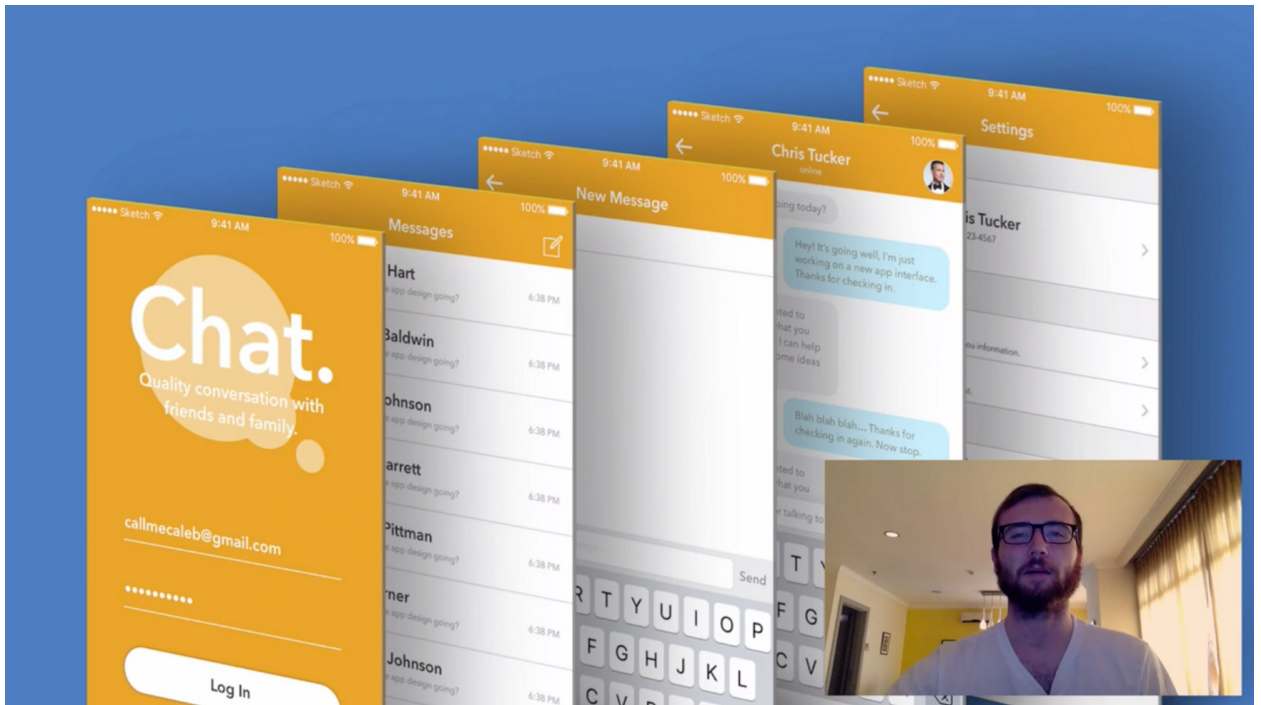 Sketch
9:41 AM
100%
Chat.
Quality conversation with
friends and family.
callmecaleb@gmail.com
Log In
Sketch
9:41 AM
100%
Messages
Hart
app design going?
6:38 PM
Baldwin
app design going?
6:38 PM
ohnson
app design going?
6:38 PM
arrett
app design going?
6:38 PM
Pittman
app design going?
6:38 PM
rner
app design going?
6:38 PM
Johnson
app design going?
6:38 PM
Sketch
9:41 AM
100%
New Message
Send
R T Y U I O P
F G H J K L
C V B
Sketch
9:41 AM
100%
Chris Tucker
online
oing today?
Hey! It's going well, I'm just
working on a new app interface.
Thanks for checking in.
ted to
hat you
I can help
ome ideas
Blah blah blah... Thanks for
checking in again. Now stop.
ted to
hat you
r talking to
T
F G
C V
Sketch
9:41 AM
100%
Settings
is Tucker
23-4567
ou information.